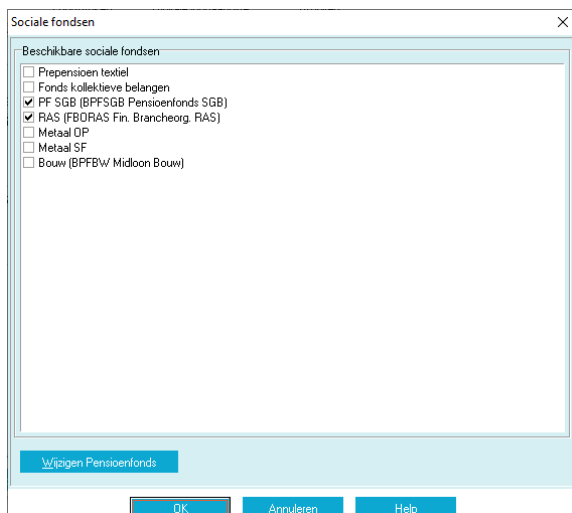 Sociale fondsen
Beschikbare sociale fondsen
Prepensioen textiel
Fonds kollektieve belangen
PF SGB (BPFSGB Pensioenfonds SGB)
RAS (FBORAS Fin. Brancheorg. RAS)
Metaal OP
Metaal SF
Bouw (BPFBW Midloon Bouw)
Wijzigen Pensioenfonds
OK Annuleren Help